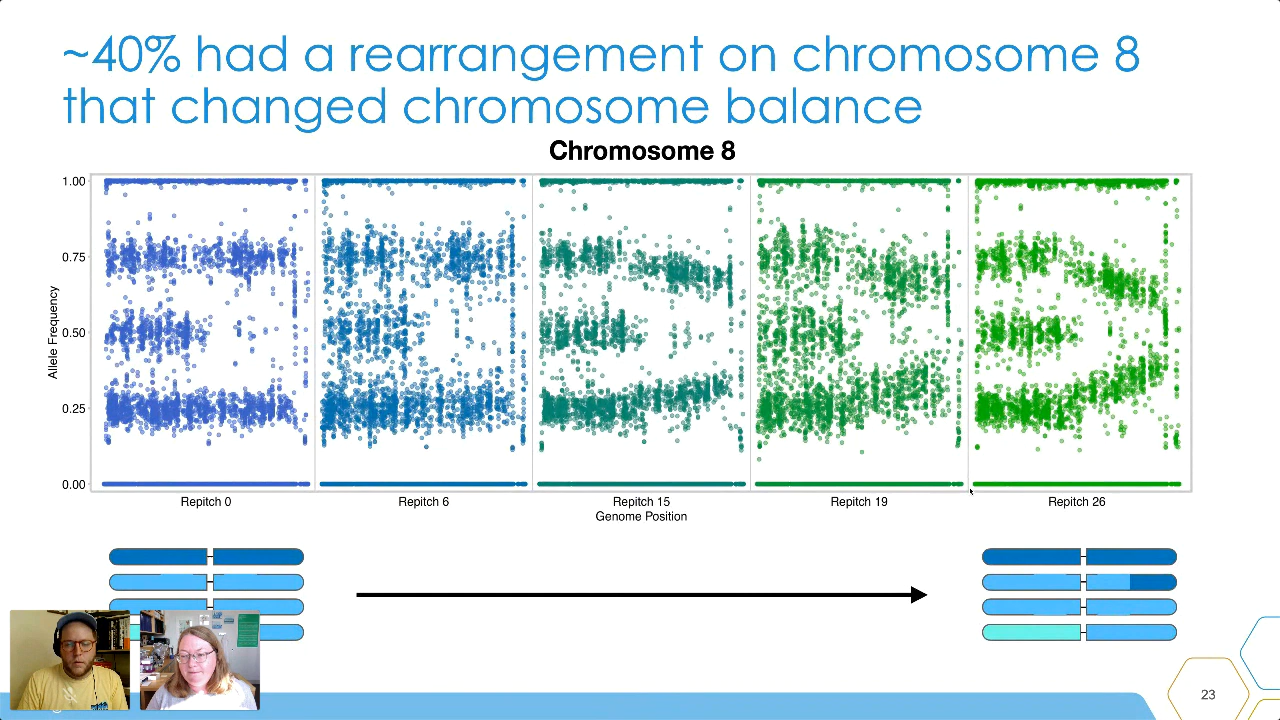 ~40% had a rearrangement on chromosome 8
that changed chromosome balance
Chromosome 8
1.00
0.75
0.50
0.25
0.00
Allele Frequency
Repitch 0
Repitch 6
Repitch 15
Repitch 19
Repitch 26
Genome Position
23